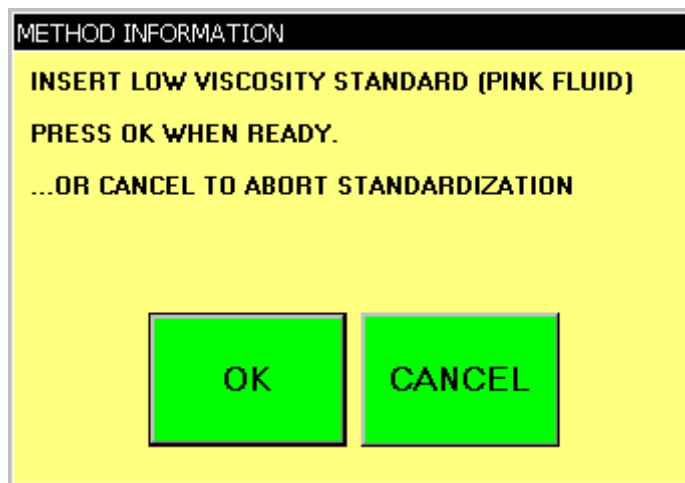 METHOD INFORMATION
INSERT LOW VISCOSITY STANDARD (PINK FLUID)
PRESS OK WHEN READY.
...OR CANCEL TO ABORT STANDARDIZATION
OK
CANCEL